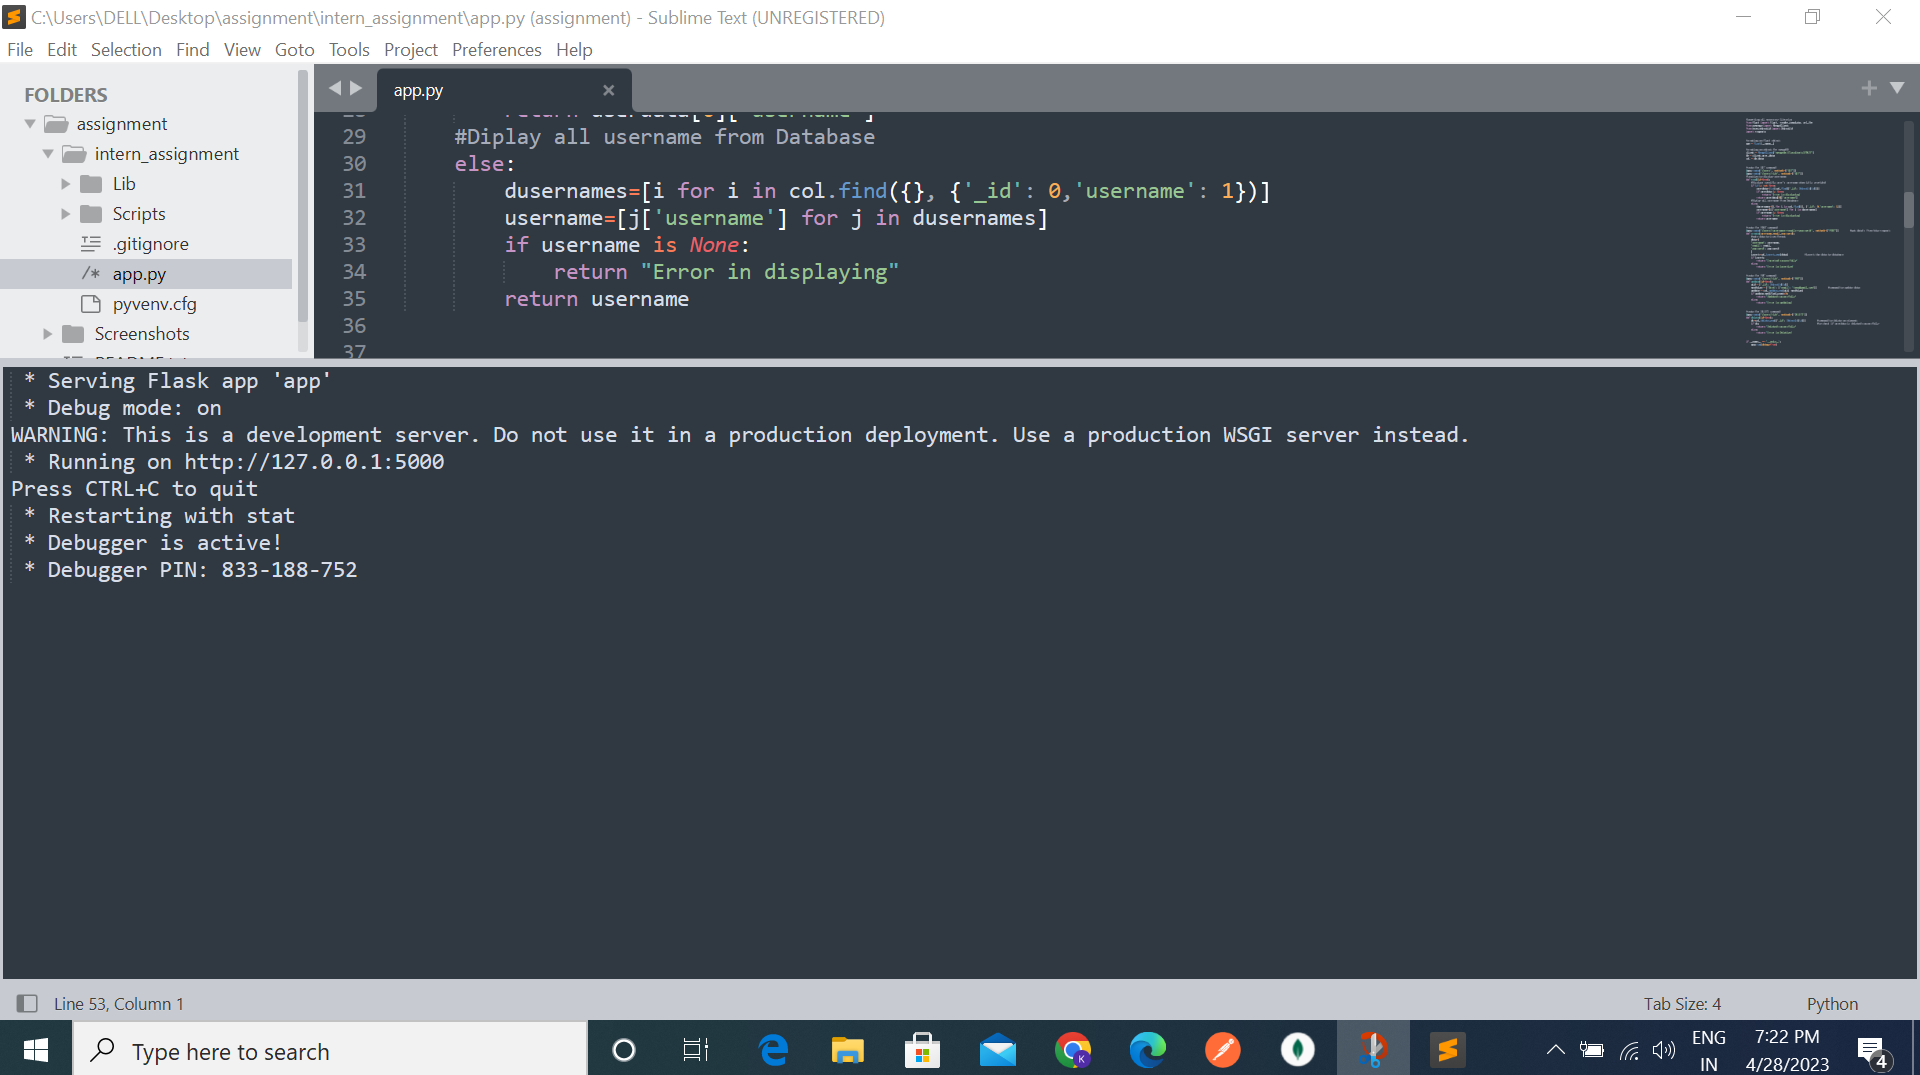 C:\Users\DELL\Desktop\assignment\intern_assignment\app.py (assignment) - Sublime Text (UNREGISTERED)
File Edit Selection Find View Goto Tools Project Preferences Help
FOLDERS
assignment
intern_assignment
Lib
Scripts
.gitignore
/* app.py
pyvenv.cfg
Screenshots
app.py
29 #Diplay all username from Database
30 else:
31 dusernames=[i for i in col.find({}, {'_id': 0,'username': 1})]
32 username=[j['username'] for j in dusernames]
33 if username is None:
34 return "Error in displaying"
35 return username
36
37
* Serving Flask app 'app'
* Debug mode: on
WARNING: This is a development server. Do not use it in a production deployment. Use a production WSGI server instead.
* Running on http://127.0.0.1:5000
Press CTRL+C to quit
* Restarting with stat
* Debugger is active!
* Debugger PIN: 833-188-752
Line 53, Column 1
Tab Size: 4
Python
Type here to search
K
ENG
IN
7:22 PM
4/28/2023
4